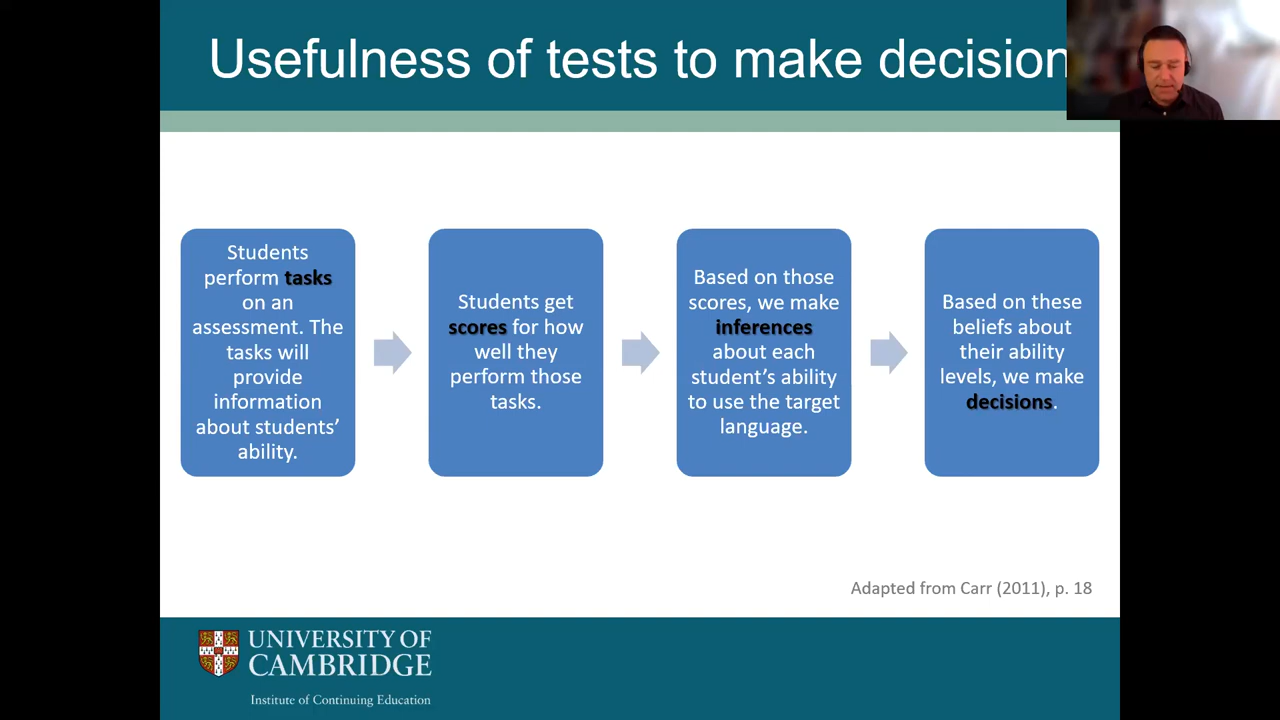 Usefulness of tests to make decision
Students
perform tasks
on an
assessment. The
tasks will
provide
information
about students’
ability.
Students get
scores for how
well they
perform those
tasks.
Based on those
scores, we make
inferences
about each
student’s ability
to use the target
language.
Based on these
beliefs about
their ability
levels, we make
decisions.
Adapted from Carr (2011), p. 18
UNIVERSITY OF
CAMBRIDGE
Institute of Continuing Education